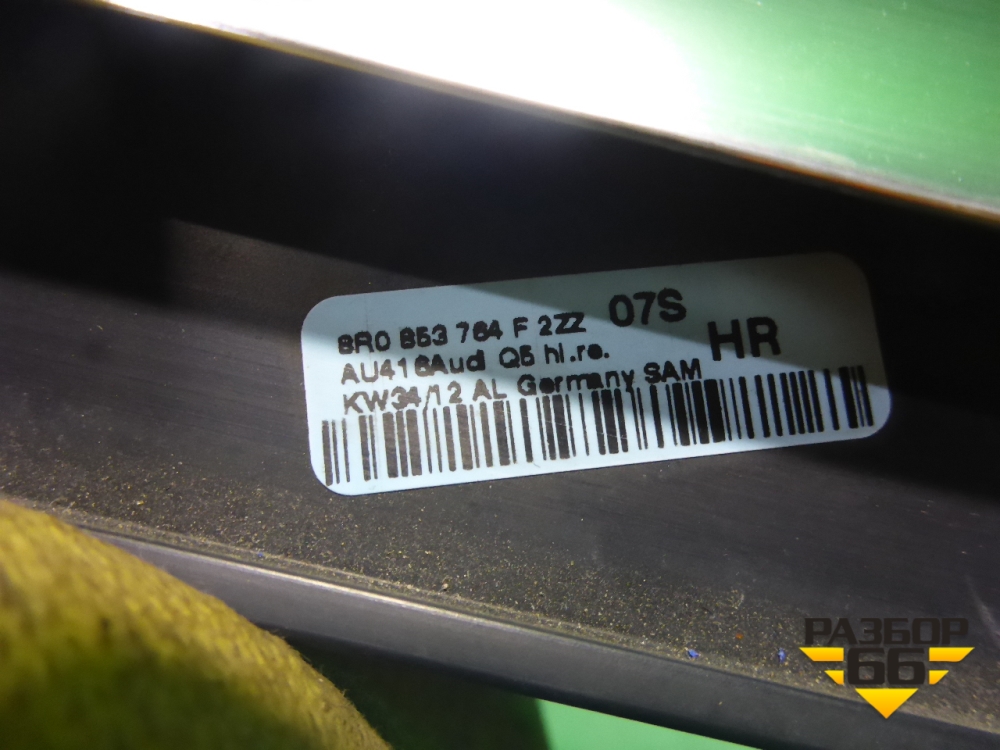 8R0 853 764 F 2ZZ 07S
AU416Audi Q5 hi.re. HR
KW34/12 AL Germany SAM
РАЗБОР
66